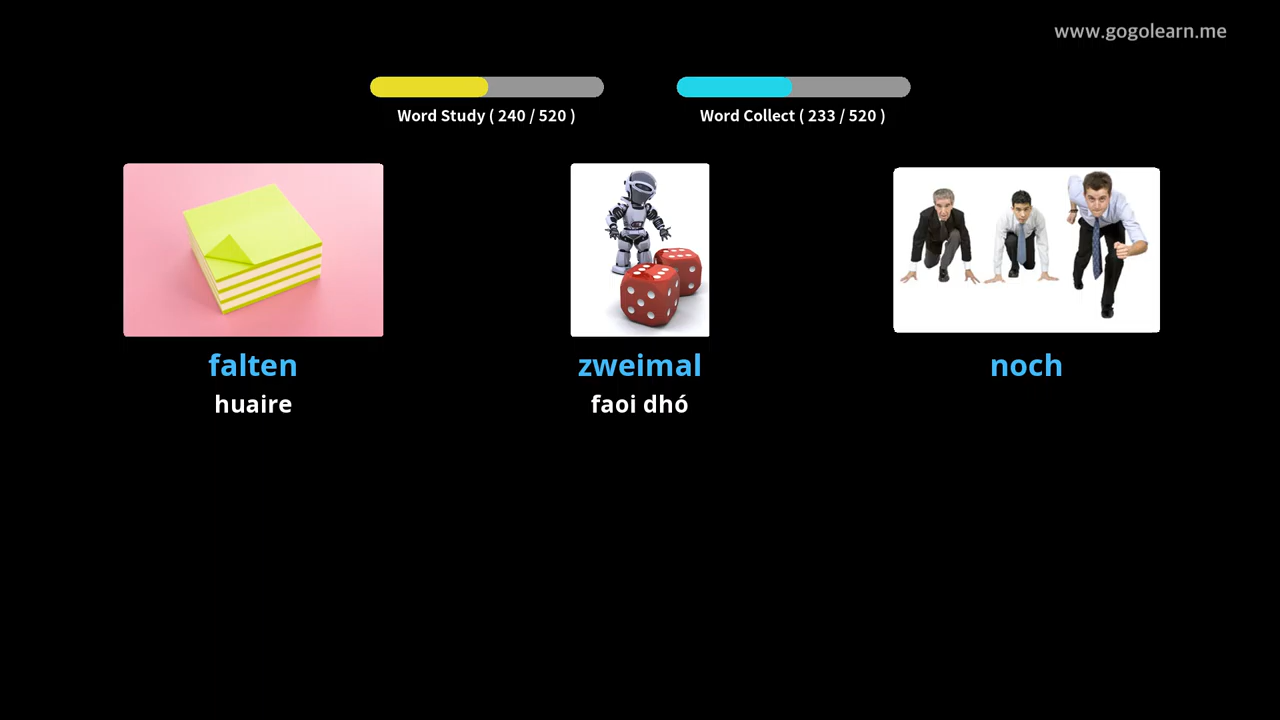 www.gogolearn.me
Word Study ( 240 / 520 )
Word Collect ( 233 / 520 )
falten
zweimal
noch
huaire
faoi dhó